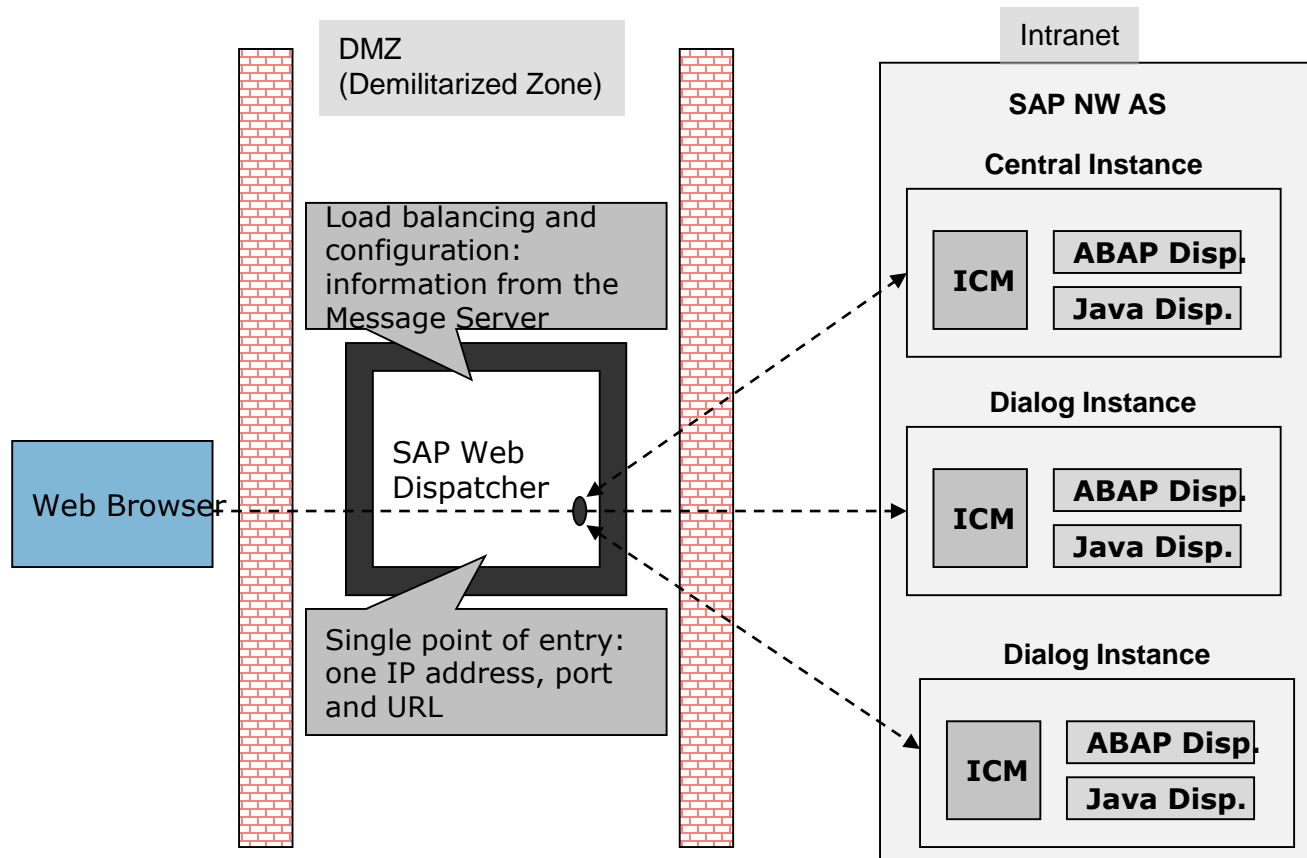 DMZ
(Demilitarized Zone)
Intranet
SAP NW AS
Central Instance
Load balancing and
configuration:
information from the
Message Server
ICM
ABAP Disp.
Java Disp.
Dialog Instance
SAP Web
Dispatcher
Web Browser
ICM
ABAP Disp.
Java Disp.
Single point of entry:
one IP address, port
and URL
Dialog Instance
ICM
ABAP Disp.
Java Disp.